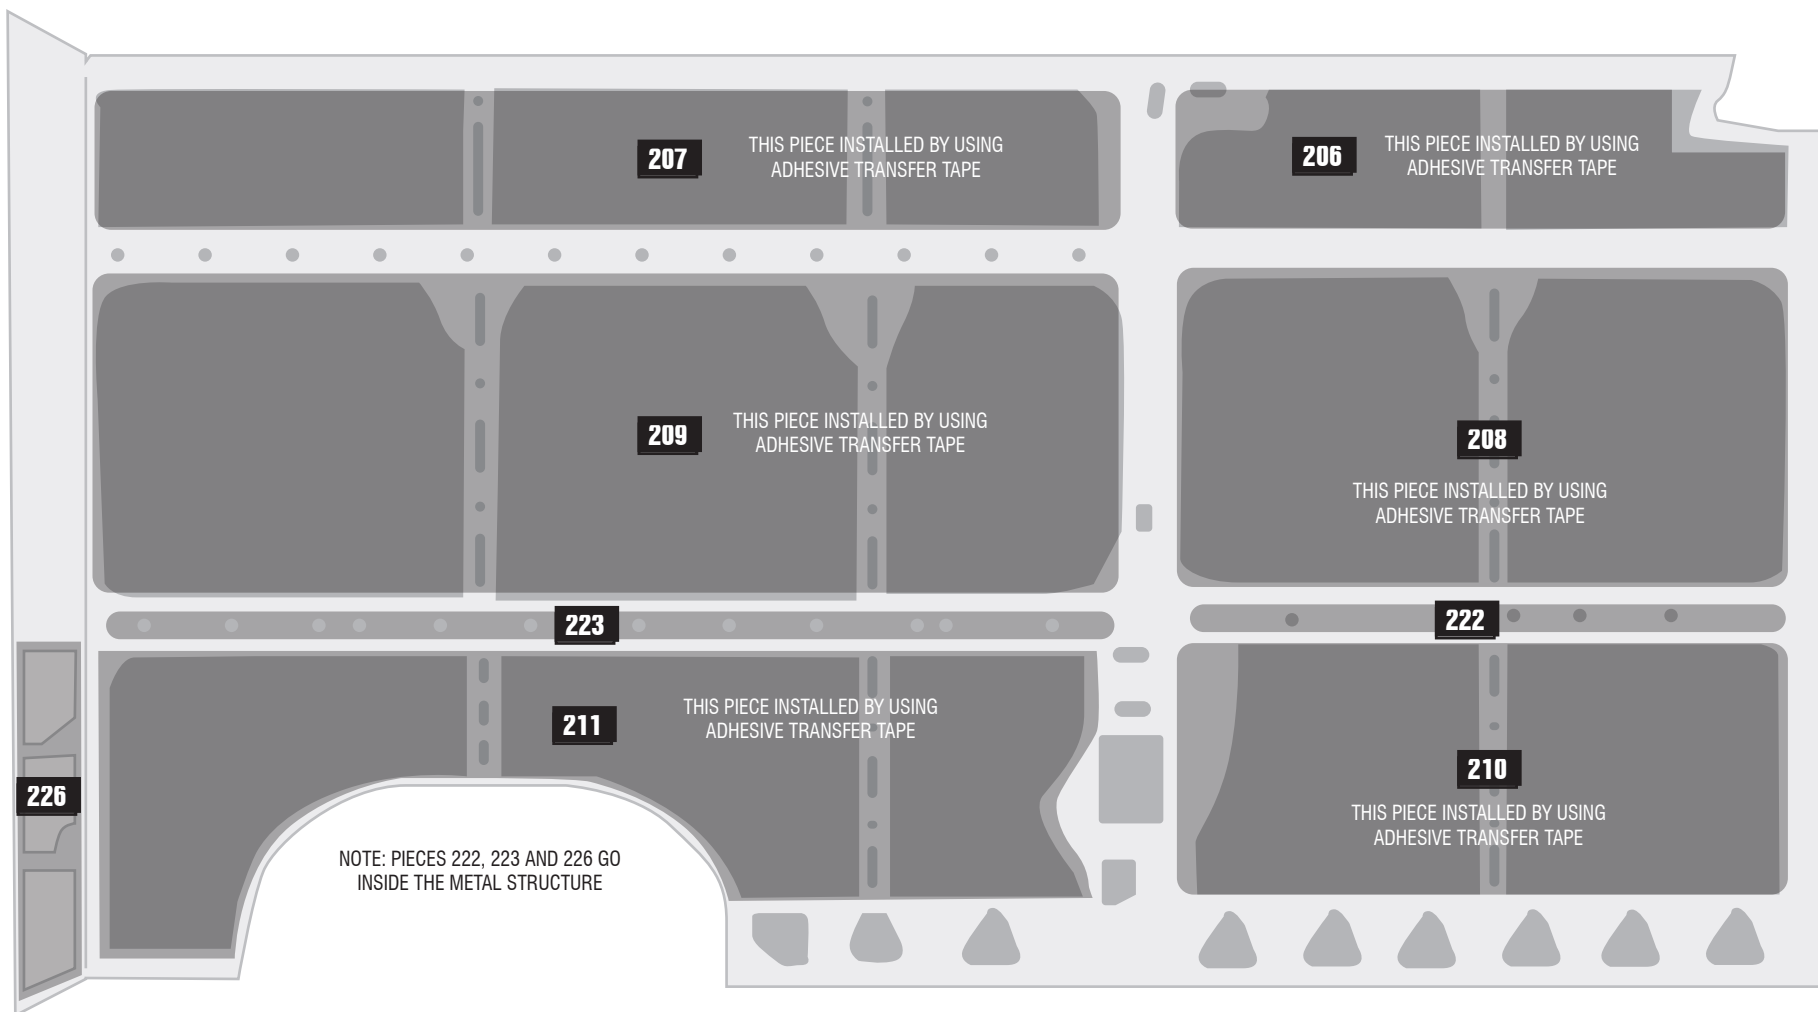 207
THIS PIECE INSTALLED BY USING
ADHESIVE TRANSFER TAPE
206
THIS PIECE INSTALLED BY USING
ADHESIVE TRANSFER TAPE
209
THIS PIECE INSTALLED BY USING
ADHESIVE TRANSFER TAPE
208
THIS PIECE INSTALLED BY USING
ADHESIVE TRANSFER TAPE
223
222
211
THIS PIECE INSTALLED BY USING
ADHESIVE TRANSFER TAPE
210
THIS PIECE INSTALLED BY USING
ADHESIVE TRANSFER TAPE
226
NOTE: PIECES 222, 223 AND 226 GO
INSIDE THE METAL STRUCTURE